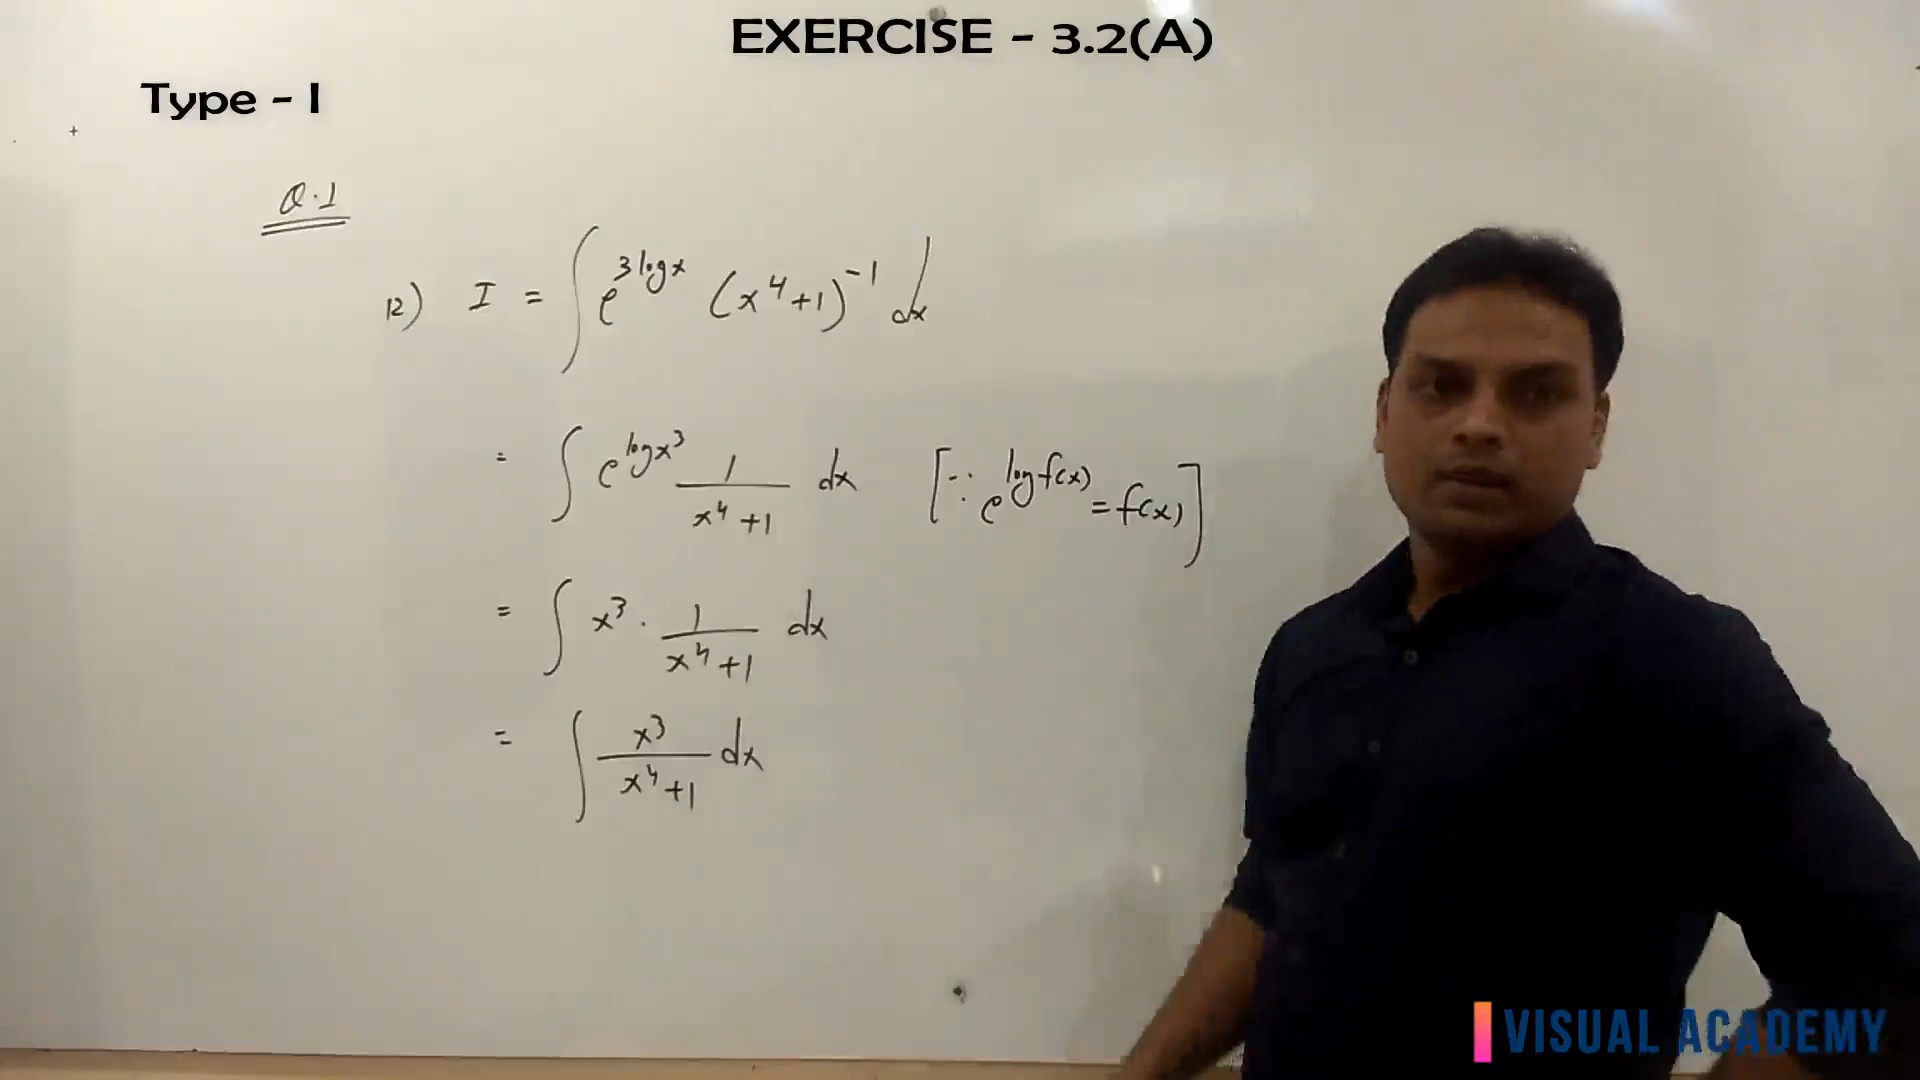 EXERCISE - 3.2(A)
Type - I
Q.1
12) I = ∫ e^{3 log x} (x^4+1)^{-1} dx
= ∫ e^{log x^3} 1/(x^4+1) dx [∵ e^{log f(x)} = f(x)]
= ∫ x^3 · 1/(x^4+1) dx
= ∫ x^3/(x^4+1) dx
VISUAL ACADEMY